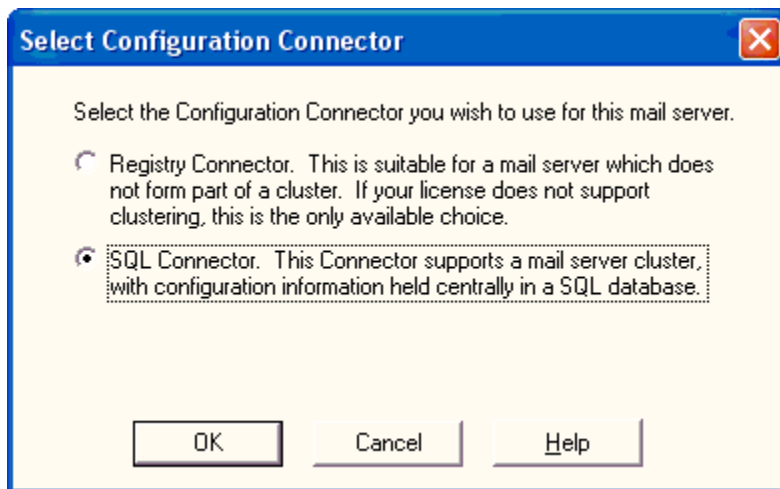 Select Configuration Connector
Select the Configuration Connector you wish to use for this mail server.
Registry Connector. This is suitable for a mail server which does
not form part of a cluster. If your license does not support
clustering, this is the only available choice.
SQL Connector. This Connector supports a mail server cluster,
with configuration information held centrally in a SQL database.
OK
Cancel
Help